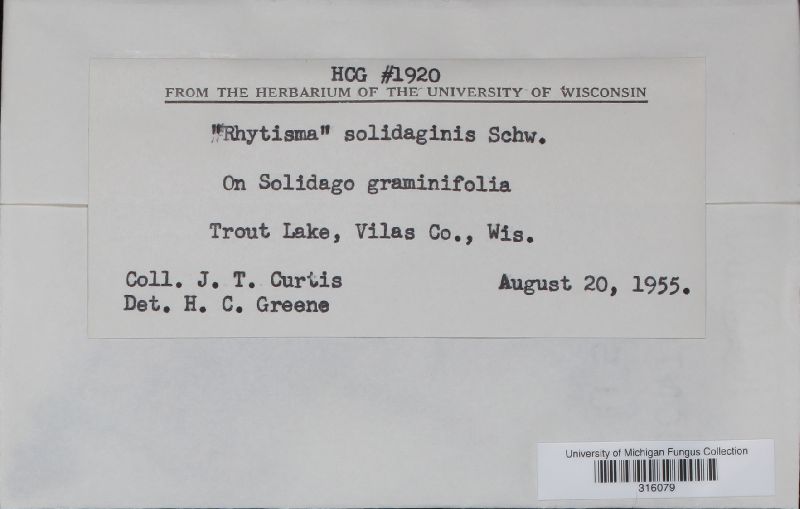 HCG #1920
FROM THE HERBARIUM OF THE UNIVERSITY OF WISCONSIN
"Rhytisma" solidaginis Schw.
On Solidago graminifolia
Trout Lake, Vilas Co., Wis.
Coll. J. T. Curtis August 20, 1955.
Det. H. C. Greene
University of Michigan Fungus Collection
316079